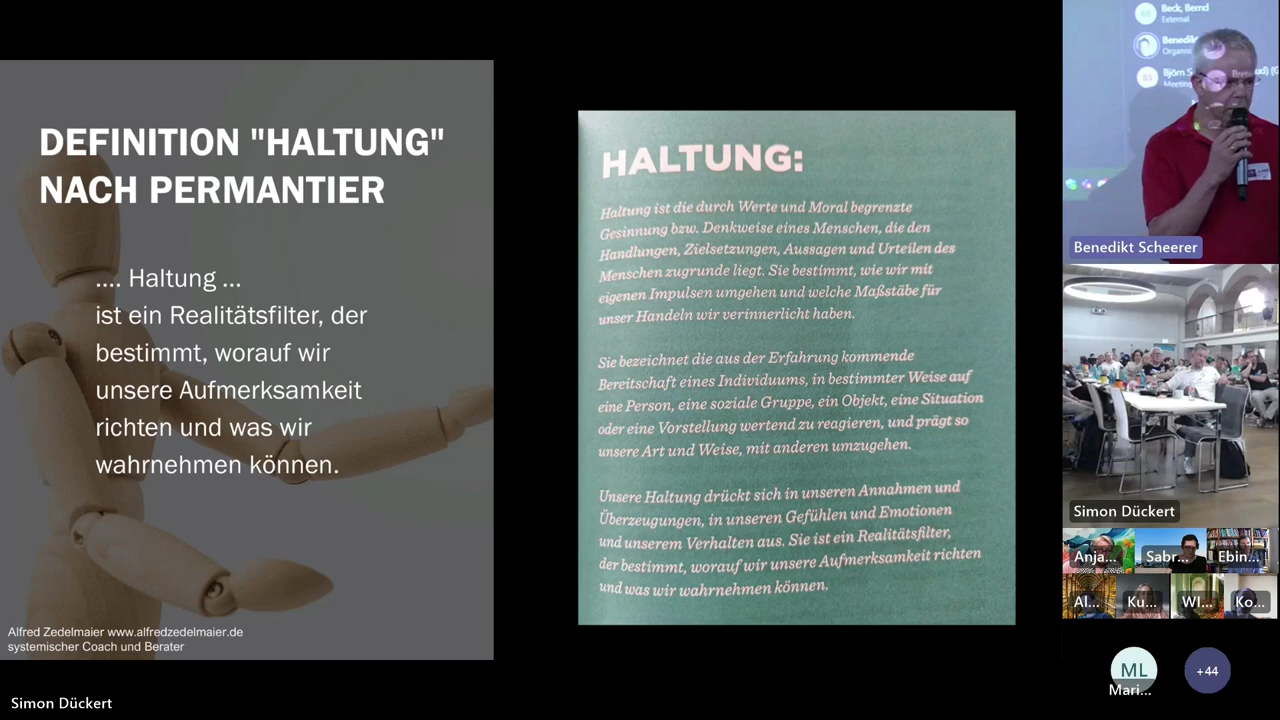 DEFINITION "HALTUNG"
NACH PERMANTIER
.... Haltung ...
ist ein Realitätsfilter, der
bestimmt, worauf wir
unsere Aufmerksamkeit
richten und was wir
wahrnehmen können.
Alfred Zedelmaier www.alfredzedelmaier.de
systemischer Coach und Berater
Simon Dückert
HALTUNG:
Haltung ist die durch Werte und Moral begrenzte
Gesinnung bzw. Denkweise eines Menschen, die den
Handlungen, Zielsetzungen, Aussagen und Urteilen des
Menschen zugrunde liegt. Sie bestimmt, wie wir mit
eigenen Impulsen umgehen und welche Maßstäbe für
unser Handeln wir verinnerlicht haben.
Sie bezeichnet die aus der Erfahrung kommende
Bereitschaft eines Individuums, in bestimmter Weise auf
eine Person, eine soziale Gruppe, ein Objekt, eine Situation
oder eine Vorstellung wertend zu reagieren, und prägt so
unsere Art und Weise, mit anderen umzugehen.
Unsere Haltung drückt sich in unseren Annahmen und
Überzeugungen, in unseren Gefühlen und Emotionen
und unserem Verhalten aus. Sie ist ein Realitätsfilter,
der bestimmt, worauf wir unsere Aufmerksamkeit richten
und was wir wahrnehmen können.
Beck, Bernd
External
Benedik
Organiz
Björn S
Meeting
Benedikt Scheerer
Simon Dückert
Anja...
Sabr...
Ebin...
Al...
Ku...
WI...
Ko...
ML
Mari...
+44